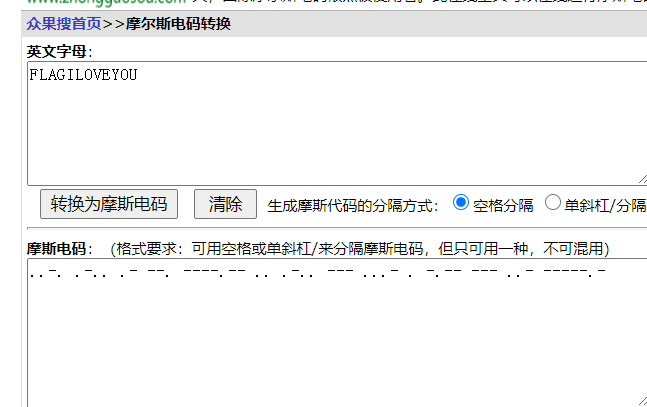 众果搜首页>>摩尔斯电码转换
英文字母:
FLAGILOVEYOU
转换为摩斯电码 清除 生成摩斯代码的分隔方式: 空格分隔 单斜杠/分隔
摩斯电码: (格式要求: 可用空格或单斜杠/来分隔摩斯电码, 但只可用一种, 不可混用)
..-. .-.. .- --. ----.-- .. .-.. --- ...- . -.-- --- ..- -----.-